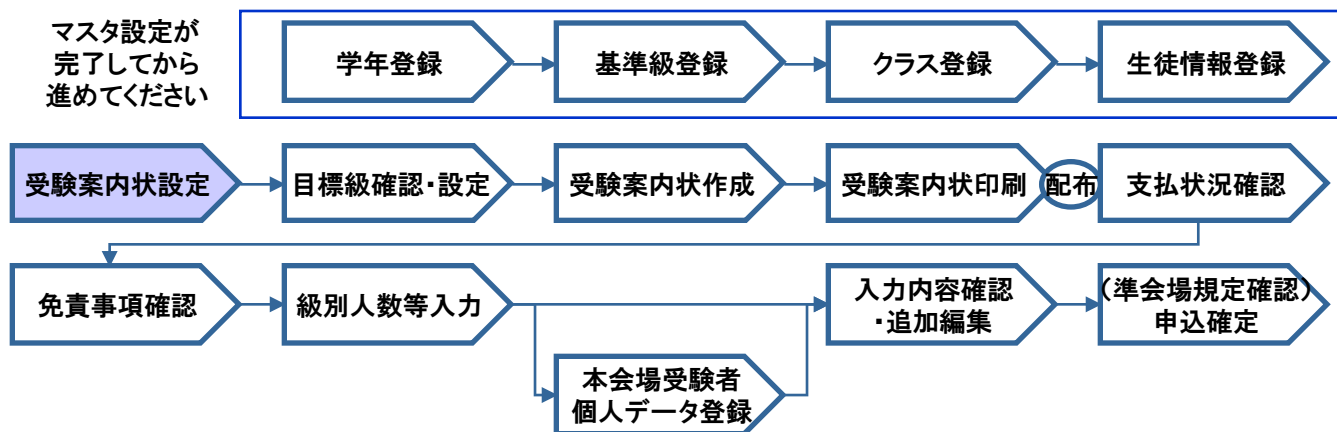 マスタ設定が
完了してから
進めてください
学年登録
基準級登録
クラス登録
生徒情報登録
受験案内状設定
目標級確認・設定
受験案内状作成
受験案内状印刷
配布
支払状況確認
免責事項確認
級別人数等入力
入力内容確認
・追加編集
(準会場規定確認)
申込確定
本会場受験者
個人データ登録